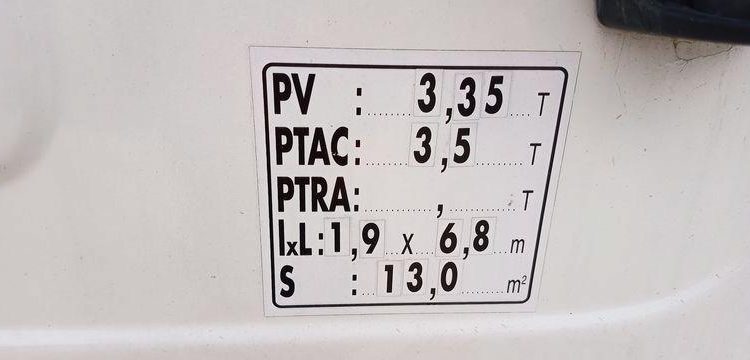 PV : 3,35 T
PTAC: 3,5 T
PTRA: , T
lxL: 1,9 x 6,8 m
S : 13,0 m²